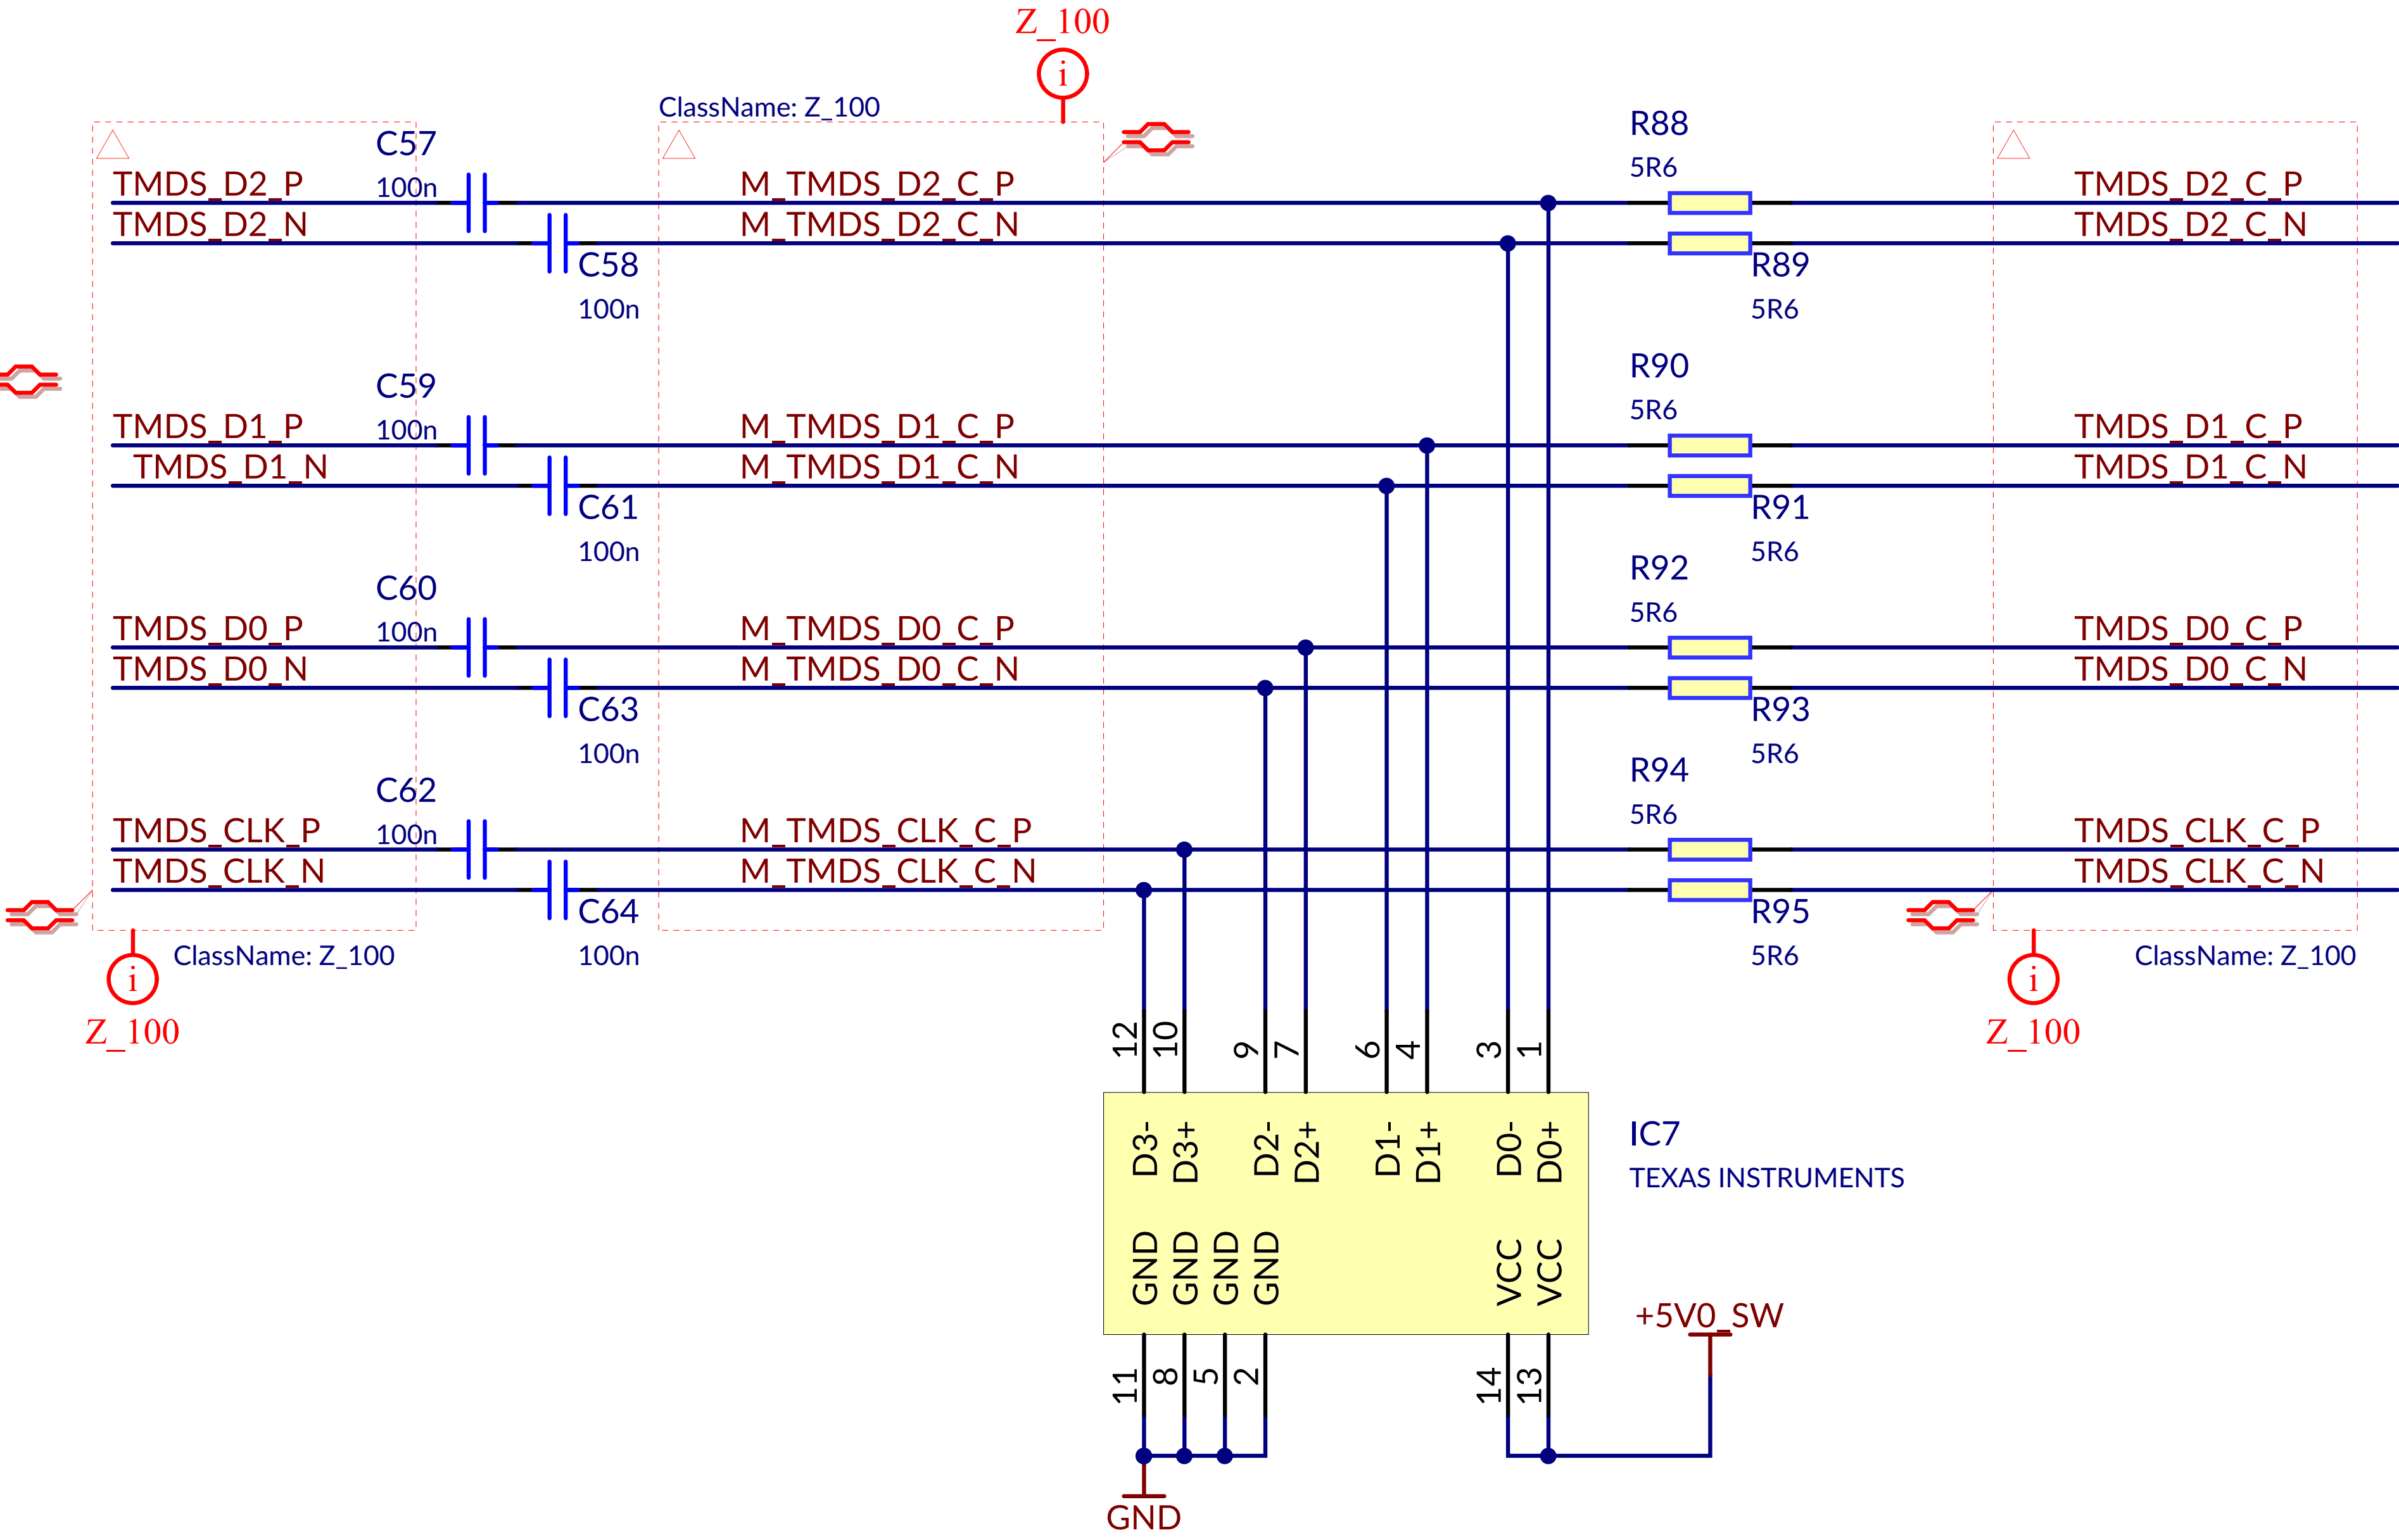 Z_100
i
ClassName: Z_100
C57
100n
TMDS_D2_P
TMDS_D2_N
C58
100n
M_TMDS_D2_C_P
M_TMDS_D2_C_N
R88
5R6
R89
5R6
TMDS_D2_C_P
TMDS_D2_C_N
C59
100n
TMDS_D1_P
TMDS_D1_N
C61
100n
M_TMDS_D1_C_P
M_TMDS_D1_C_N
R90
5R6
R91
5R6
TMDS_D1_C_P
TMDS_D1_C_N
C60
100n
TMDS_D0_P
TMDS_D0_N
C63
100n
M_TMDS_D0_C_P
M_TMDS_D0_C_N
R92
5R6
R93
5R6
TMDS_D0_C_P
TMDS_D0_C_N
C62
100n
TMDS_CLK_P
TMDS_CLK_N
C64
100n
M_TMDS_CLK_C_P
M_TMDS_CLK_C_N
R94
5R6
R95
5R6
TMDS_CLK_C_P
TMDS_CLK_C_N
ClassName: Z_100
i
Z_100
ClassName: Z_100
i
Z_100
12
10
9
7
6
4
3
1
D3-
D3+
D2-
D2+
D1-
D1+
D0-
D0+
IC7
TEXAS INSTRUMENTS
GND
GND
GND
GND
VCC
VCC
11
8
5
2
14
13
+5V0_SW
GND